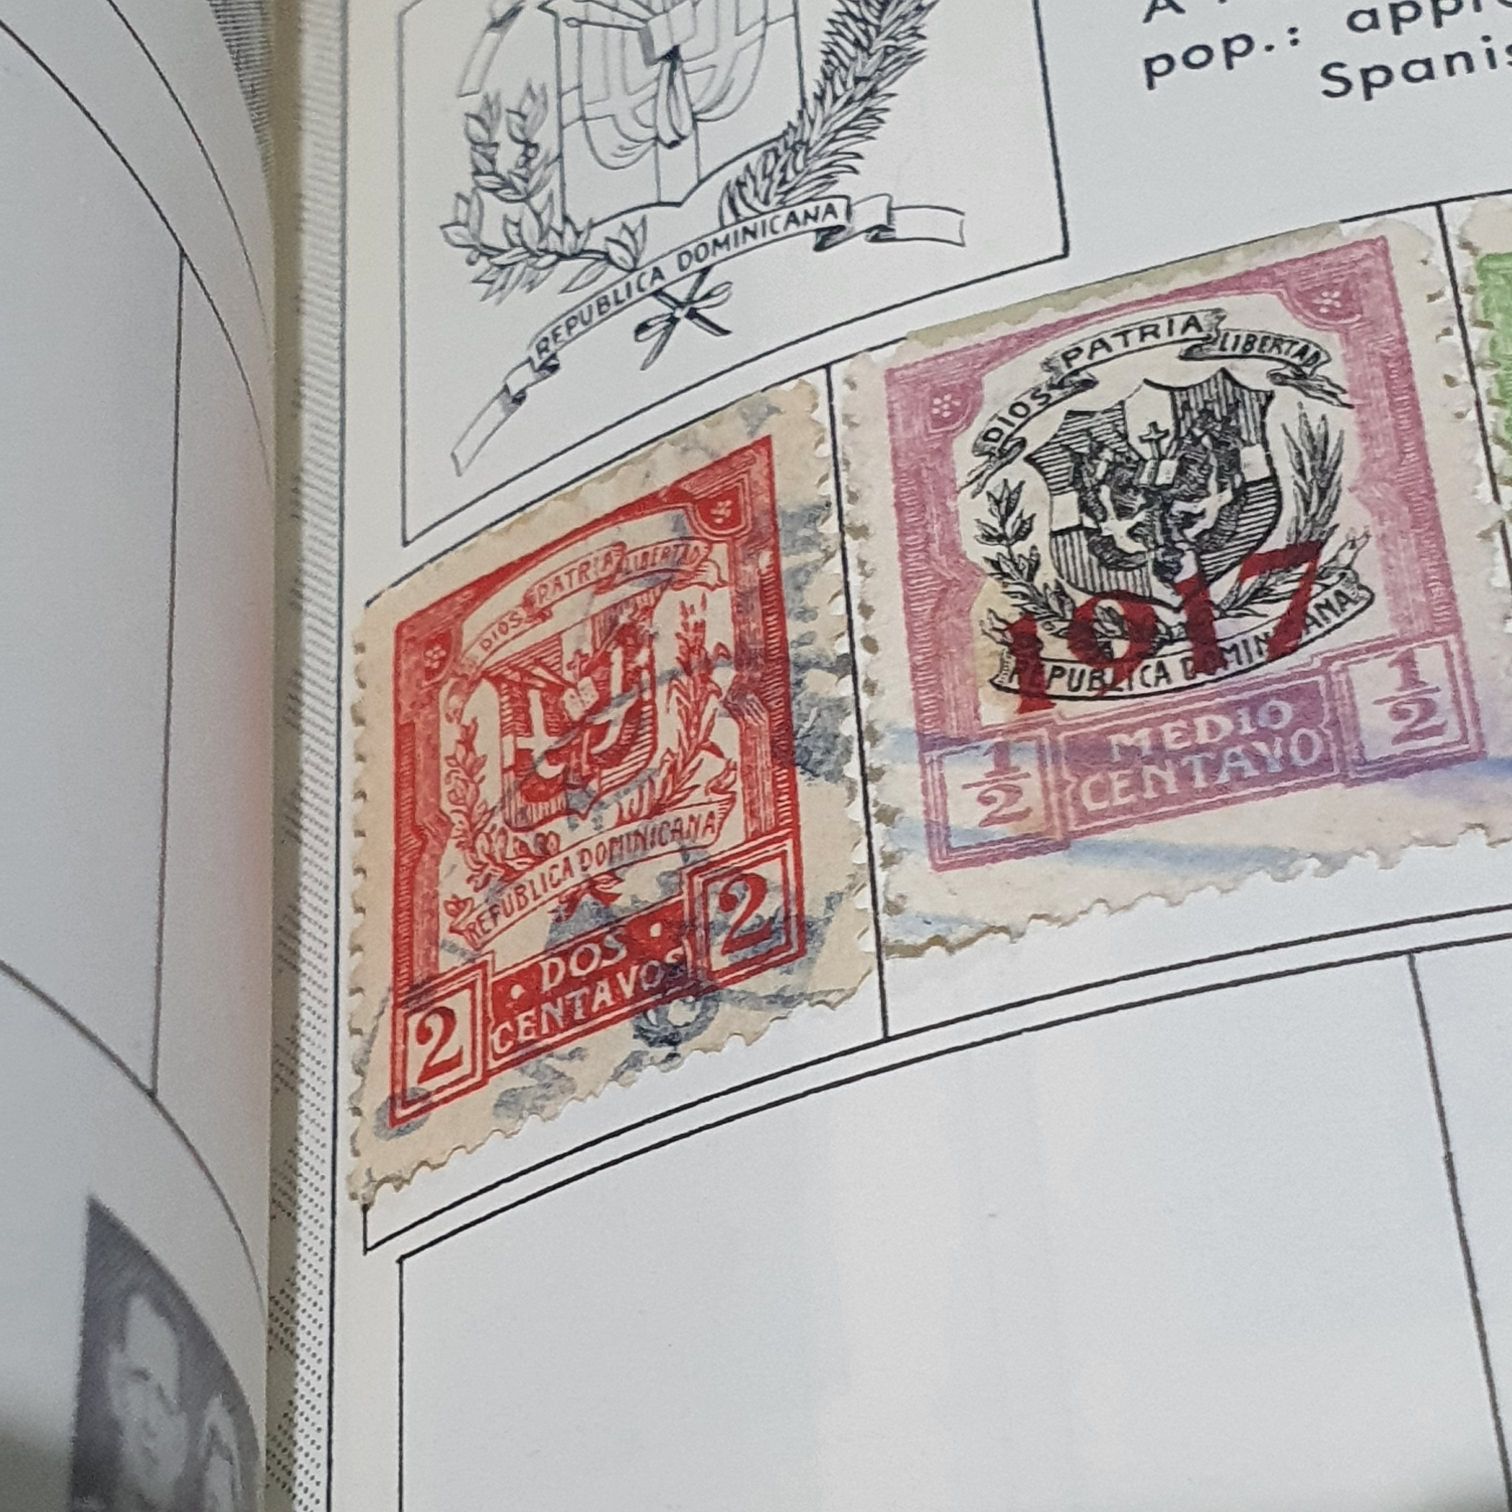 A
pop.: appr
Spanis
REPUBLICA DOMINICANA
DIOS PATRIA LIBERTAD
REPUBLICA DOMINICANA
2 DOS 2
CENTAVOS
DIOS PATRIA LIBERTAD
1917
REPUBLICA DOMINICANA
1/2 MEDIO 1/2
CENTAVO